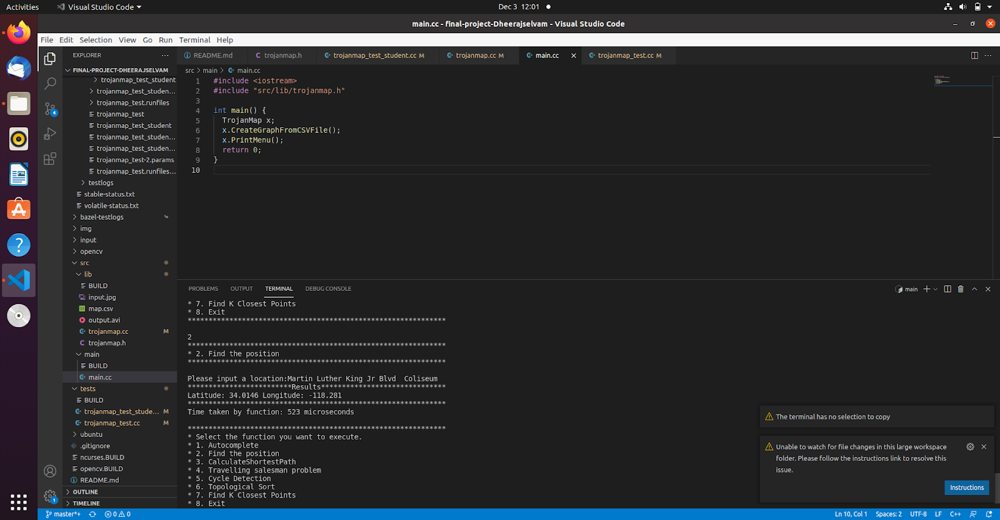 Activities
Visual Studio Code
Dec 3 12:01
main.cc - final-project-Dheerajselvam - Visual Studio Code
File Edit Selection View Go Run Terminal Help
EXPLORER
README.md
trojanmap.h
trojanmap_test_student.cc M
trojanmap.cc M
main.cc
trojanmap_test.cc M
FINAL-PROJECT-DHEERAJSELVAM
trojanmap_test_student
trojanmap_test_studen...
trojanmap_test.runfiles
trojanmap_test
trojanmap_test_student
trojanmap_test_studen...
trojanmap_test_studen...
trojanmap_test-2.params
trojanmap_test.runfiles...
testlogs
stable-status.txt
volatile-status.txt
bazel-testlogs
img
input
opencv
src
lib
BUILD
input.jpg
map.csv
output.avi
trojanmap.cc M
trojanmap.h
main
BUILD
main.cc
tests
BUILD
trojanmap_test_stude... M
trojanmap_test.cc M
ubuntu
.gitignore
ncurses.BUILD
opencv.BUILD
README.md
OUTLINE
TIMELINE
4
1
src > main > main.cc
1 #include <iostream>
2 #include "src/lib/trojanmap.h"
3
4 int main() {
5 TrojanMap x;
6 x.CreateGraphFromCSVFile();
7 x.PrintMenu();
8 return 0;
9 }
10
PROBLEMS OUTPUT TERMINAL DEBUG CONSOLE
main
* 7. Find K Closest Points
* 8. Exit
**************************************************************
2
**************************************************************
* 2. Find the position
**************************************************************
Please input a location:Martin Luther King Jr Blvd  Coliseum
*************************Results******************************
Latitude: 34.0146 Longitude: -118.281
**************************************************************
Time taken by function: 523 microseconds
**************************************************************
* Select the function you want to execute.
* 1. Autocomplete
* 2. Find the position
* 3. CalculateShortestPath
* 4. Travelling salesman problem
* 5. Cycle Detection
* 6. Topological Sort
* 7. Find K Closest Points
* 8. Exit
The terminal has no selection to copy
Unable to watch for file changes in this large workspace
folder. Please follow the instructions link to resolve this
issue.
Instructions
master*+
0 0
Ln 10, Col 1 Spaces: 2 UTF-8 LF C++